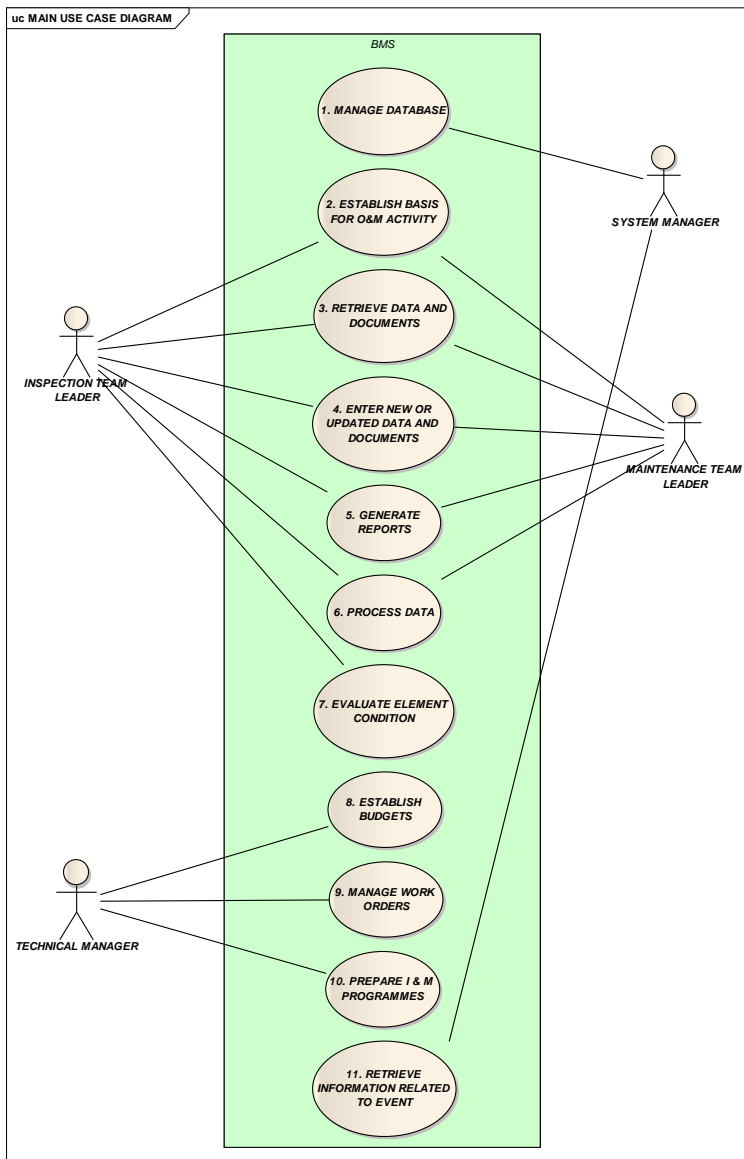 uc MAIN USE CASE DIAGRAM
BMS
1. MANAGE DATABASE
SYSTEM MANAGER
2. ESTABLISH BASIS
FOR O&M ACTIVITY
3. RETRIEVE DATA AND
DOCUMENTS
INSPECTION TEAM
LEADER
4. ENTER NEW OR
UPDATED DATA AND
DOCUMENTS
MAINTENANCE TEAM
LEADER
5. GENERATE
REPORTS
6. PROCESS DATA
7. EVALUATE ELEMENT
CONDITION
8. ESTABLISH
BUDGETS
9. MANAGE WORK
ORDERS
TECHNICAL MANAGER
10. PREPARE I & M
PROGRAMMES
11. RETRIEVE
INFORMATION RELATED
TO EVENT